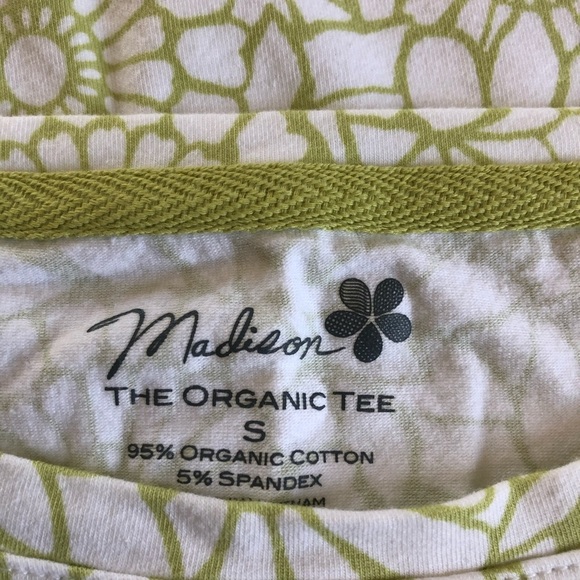 Madison
THE ORGANIC TEE
S
95% ORGANIC COTTON
5% SPANDEX